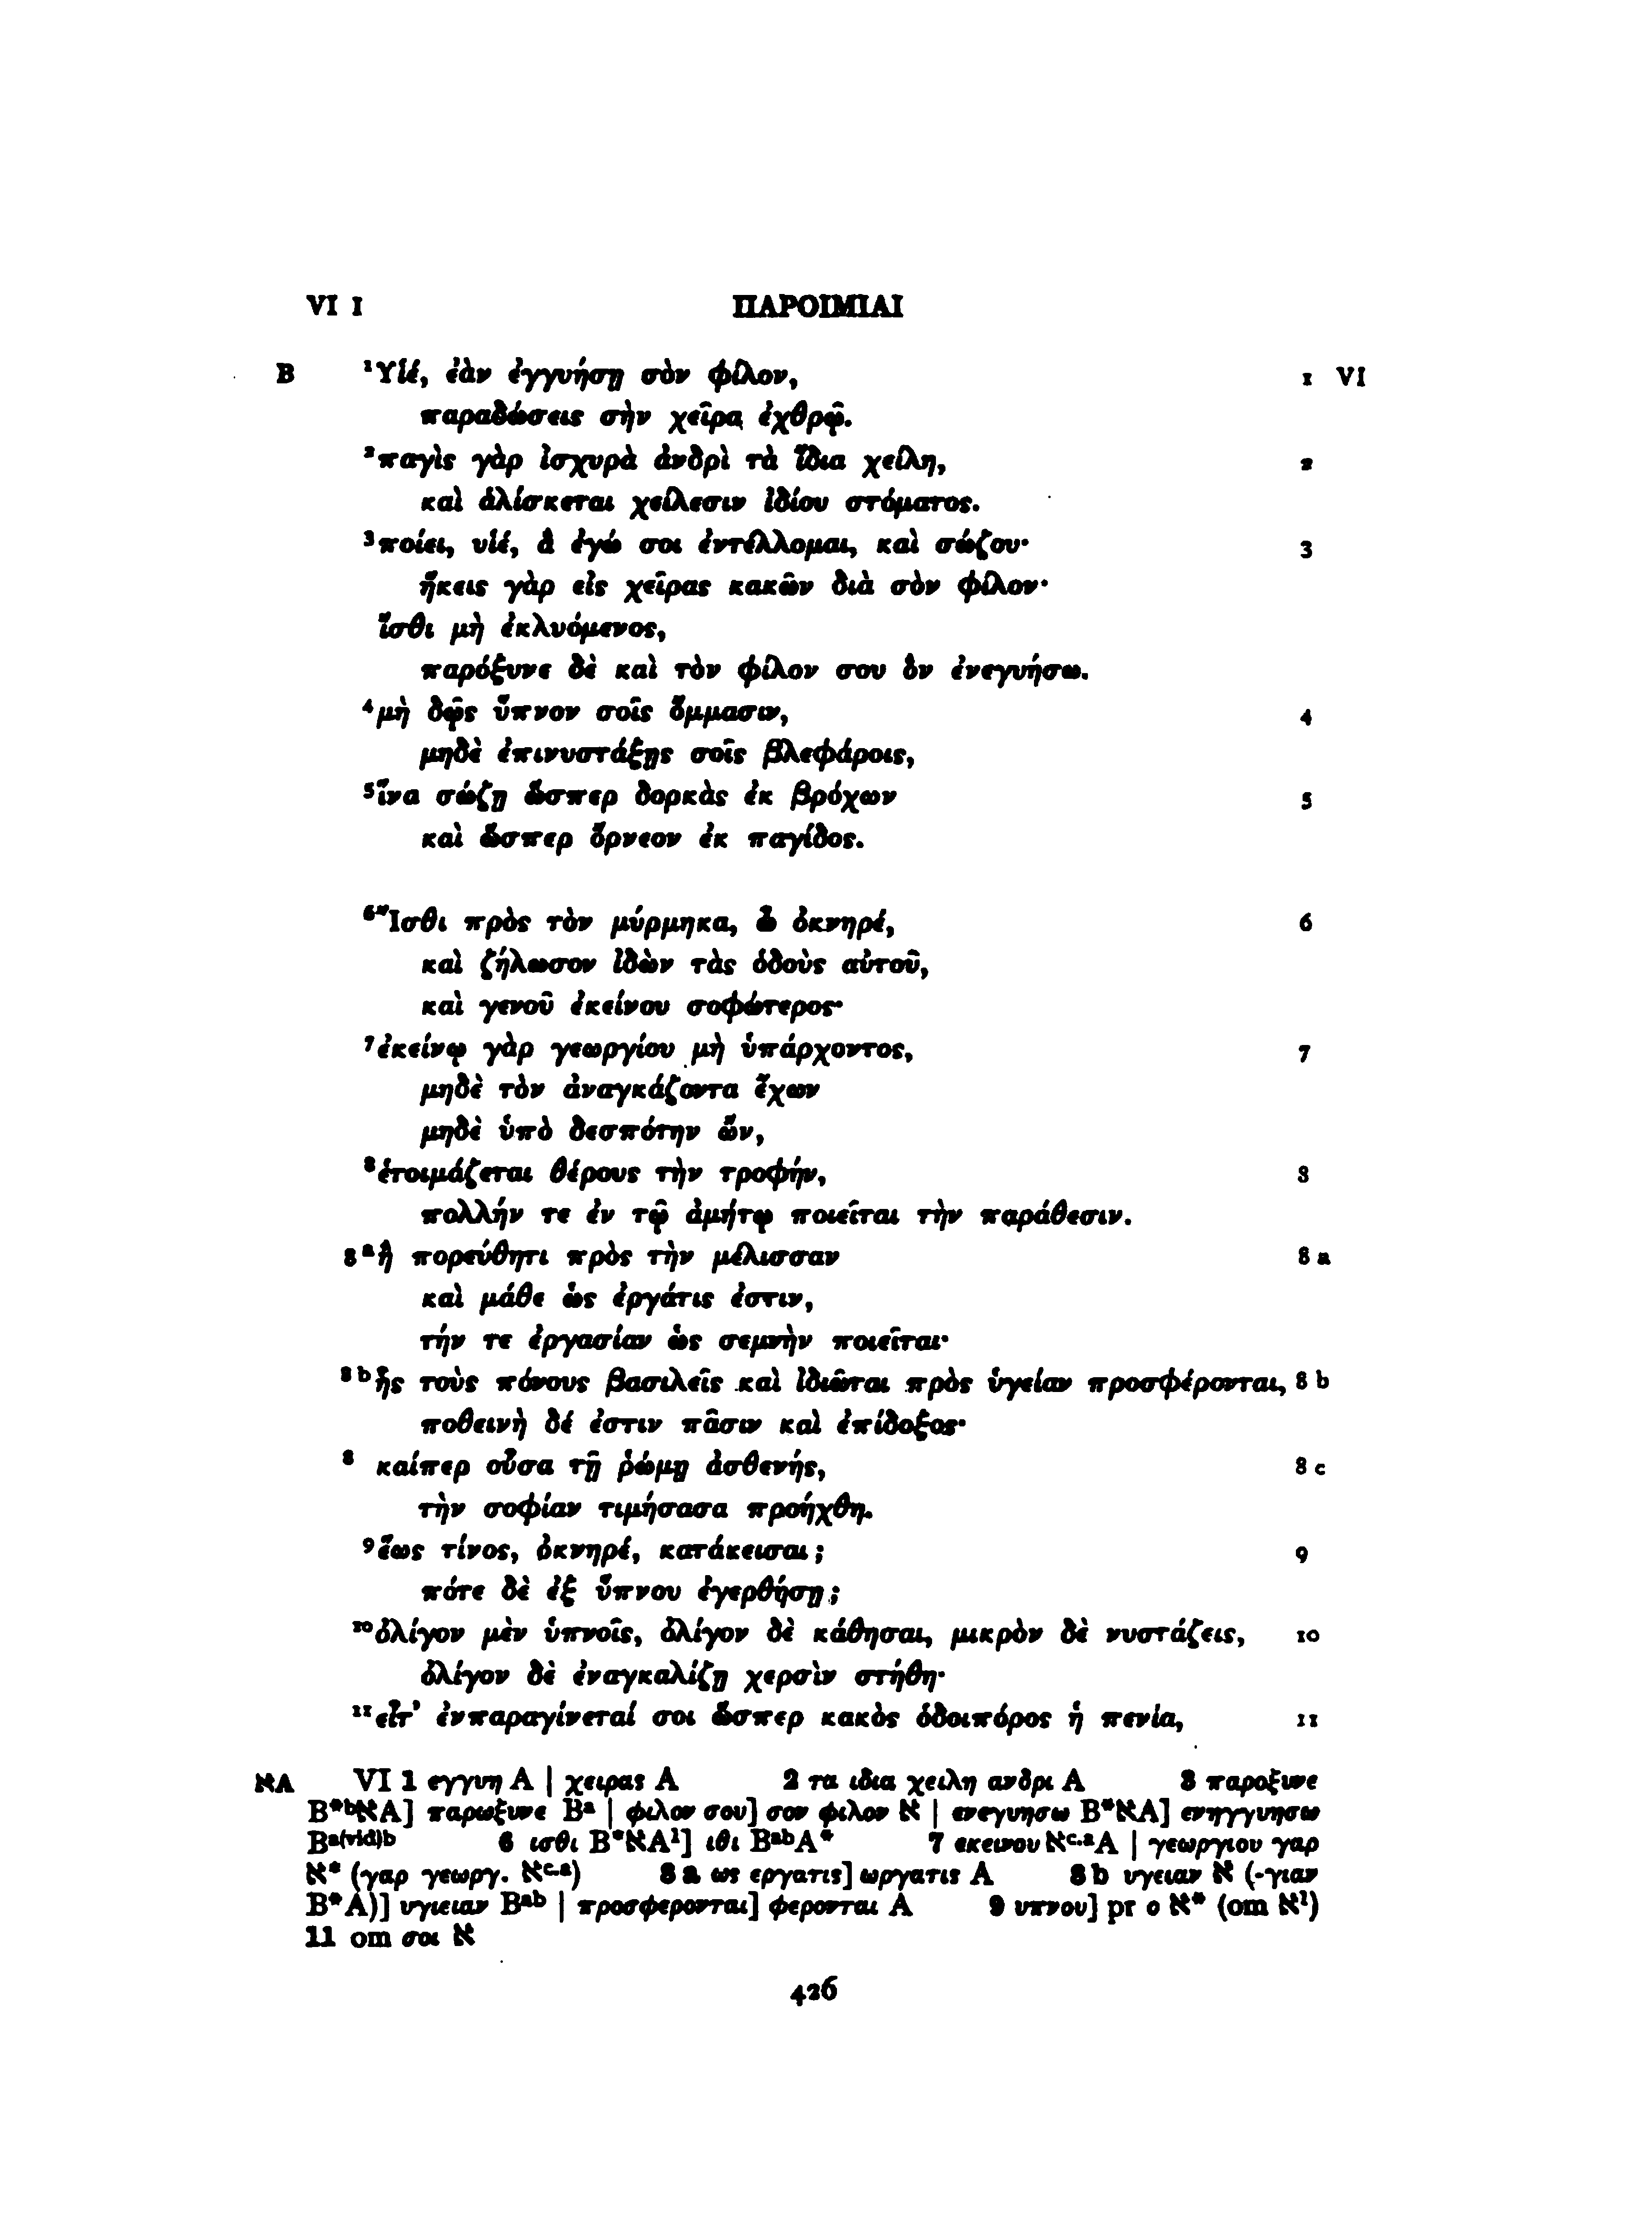 VI 1 ΠΑΡΟΙΜΙΑΙ
B ¹Υἱέ, ἐὰν ἐγγυήσῃ σὸν φίλον, 1 VI
παραδώσεις σὴν χεῖρα ἐχθρῷ.
²παγὶς γὰρ ἰσχυρὰ ἀνδρὶ τὰ ἴδια χείλη, 2
καὶ ἁλίσκεται χείλεσιν ἰδίου στόματος.
³ποίει, υἱέ, ἃ ἐγώ σοι ἐντέλλομαι, καὶ σώζου· 3
ἥκεις γὰρ εἰς χεῖρας κακῶν διὰ σὸν φίλον·
ἴσθι μὴ ἐκλυόμενος,
παρόξυνε δὲ καὶ τὸν φίλον σου ὃν ἐνεγυήσω.
⁴μὴ δῷς ὕπνον σοῖς ὄμμασιν, 4
μηδὲ ἐπινυστάξῃς σοῖς βλεφάροις,
⁵ἵνα σώζῃ ὥσπερ δορκὰς ἐκ βρόχων 5
καὶ ὥσπερ ὄρνεον ἐκ παγίδος.
⁶Ἴσθι πρὸς τὸν μύρμηκα, ὦ ὀκνηρέ, 6
καὶ ζήλωσον ἰδὼν τὰς ὁδοὺς αὐτοῦ,
καὶ γενοῦ ἐκείνου σοφώτερος·
⁷ἐκείνῳ γὰρ γεωργίου μὴ ὑπάρχοντος, 7
μηδὲ τὸν ἀναγκάζοντα ἔχων
μηδὲ ὑπὸ δεσπότην ὤν,
⁸ἑτοιμάζεται θέρους τὴν τροφήν, 8
πολλήν τε ἐν τῷ ἀμήτῳ ποιεῖται τὴν παράθεσιν.
8ᵃἢ πορεύθητι πρὸς τὴν μέλισσαν 8 a
καὶ μάθε ὡς ἐργάτις ἐστιν,
τήν τε ἐργασίαν ὡς σεμνὴν ποιεῖται·
⁸ᵇἧς τοὺς πόνους βασιλεῖς καὶ ἰδιῶται πρὸς ὑγείαν προσφέρονται, 8 b
ποθεινὴ δέ ἐστιν πᾶσιν καὶ ἐπίδοξος·
⁸ καίπερ οὖσα τῇ ῥώμῃ ἀσθενής, 8 c
τὴν σοφίαν τιμήσασα προήχθη.
⁹ἕως τίνος, ὀκνηρέ, κατάκεισαι; 9
πότε δὲ ἐξ ὕπνου ἐγερθήσῃ;
¹⁰ὀλίγον μὲν ὑπνοῖς, ὀλίγον δὲ κάθησαι, μικρὸν δὲ νυστάζεις, 10
ὀλίγον δὲ ἐναγκαλίζῃ χερσὶν στήθη·
¹¹εἶτ᾽ ἐνπαραγίνεταί σοι ὥσπερ κακὸς ὁδοιπόρος ἡ πενία, 11
אA VI 1 εγγυη A | χειρας A 2 τα ιδια χειλη ανδρι A 3 παροξυνε
B*ᵇאA] παρωξυνε Bᵃ | φιλον σου] σον φιλον א | ενεγυησω B*אA] ενηγγυησω
Bᵃ⁽ᵛⁱᵈ⁾ᵇ 6 ισθι B*אA¹] ιθι BᵃᵇA* 7 εκεινου אᶜ·ᵃA | γεωργιου γαρ
א* (γαρ γεωργ. אᶜ·ᵃ) 8 a ως εργατις] ωργατις A 8 b υγειαν א (-γιαν
B*A)] υγιειαν Bᵃᵇ | προσφερονται] φερονται A 9 υπνου] pr ο א* (om א¹)
11 om σοι א
426